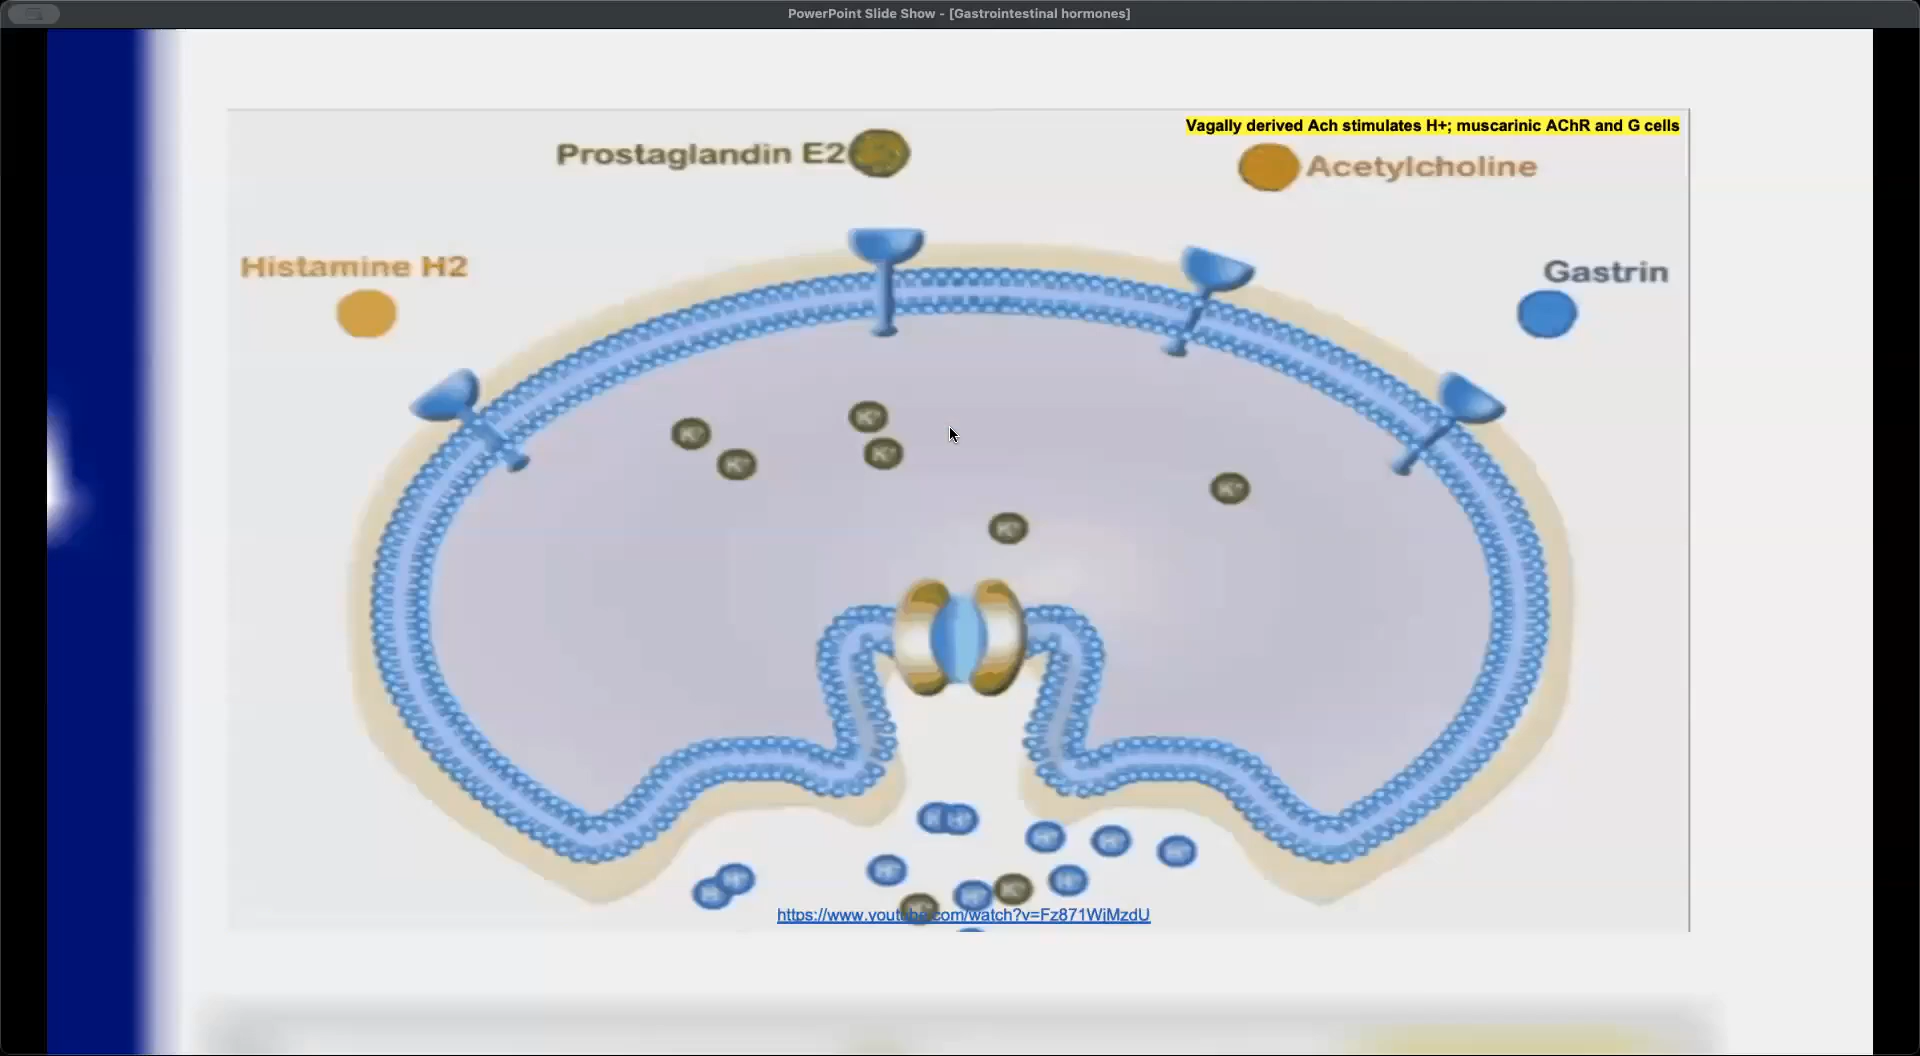 PowerPoint Slide Show - [Gastrointestinal hormones]
Vagally derived Ach stimulates H+; muscarinic AChR and G cells
Prostaglandin E2
Acetylcholine
Histamine H2
Gastrin
K+
K+
K+
K+
K+
K+
H+
H+
H+
H+
H+
H+
H+
H+
K+
H+
https://www.youtube.com/watch?v=Fz871WjMzdU